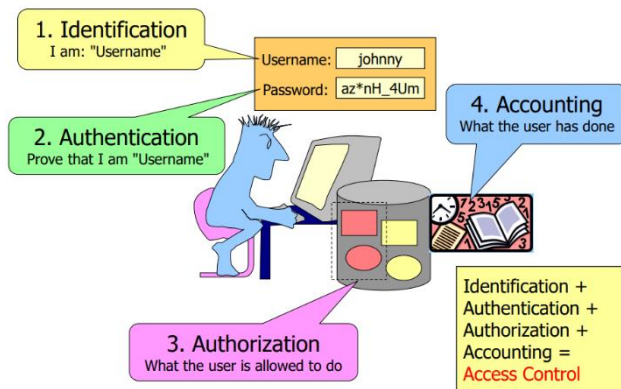 1. Identification
I am: "Username"
Username: johnny
Password: az*nH_4Um
2. Authentication
Prove that I am "Username"
4. Accounting
What the user has done
3. Authorization
What the user is allowed to do
Identification +
Authentication +
Authorization +
Accounting =
Access Control